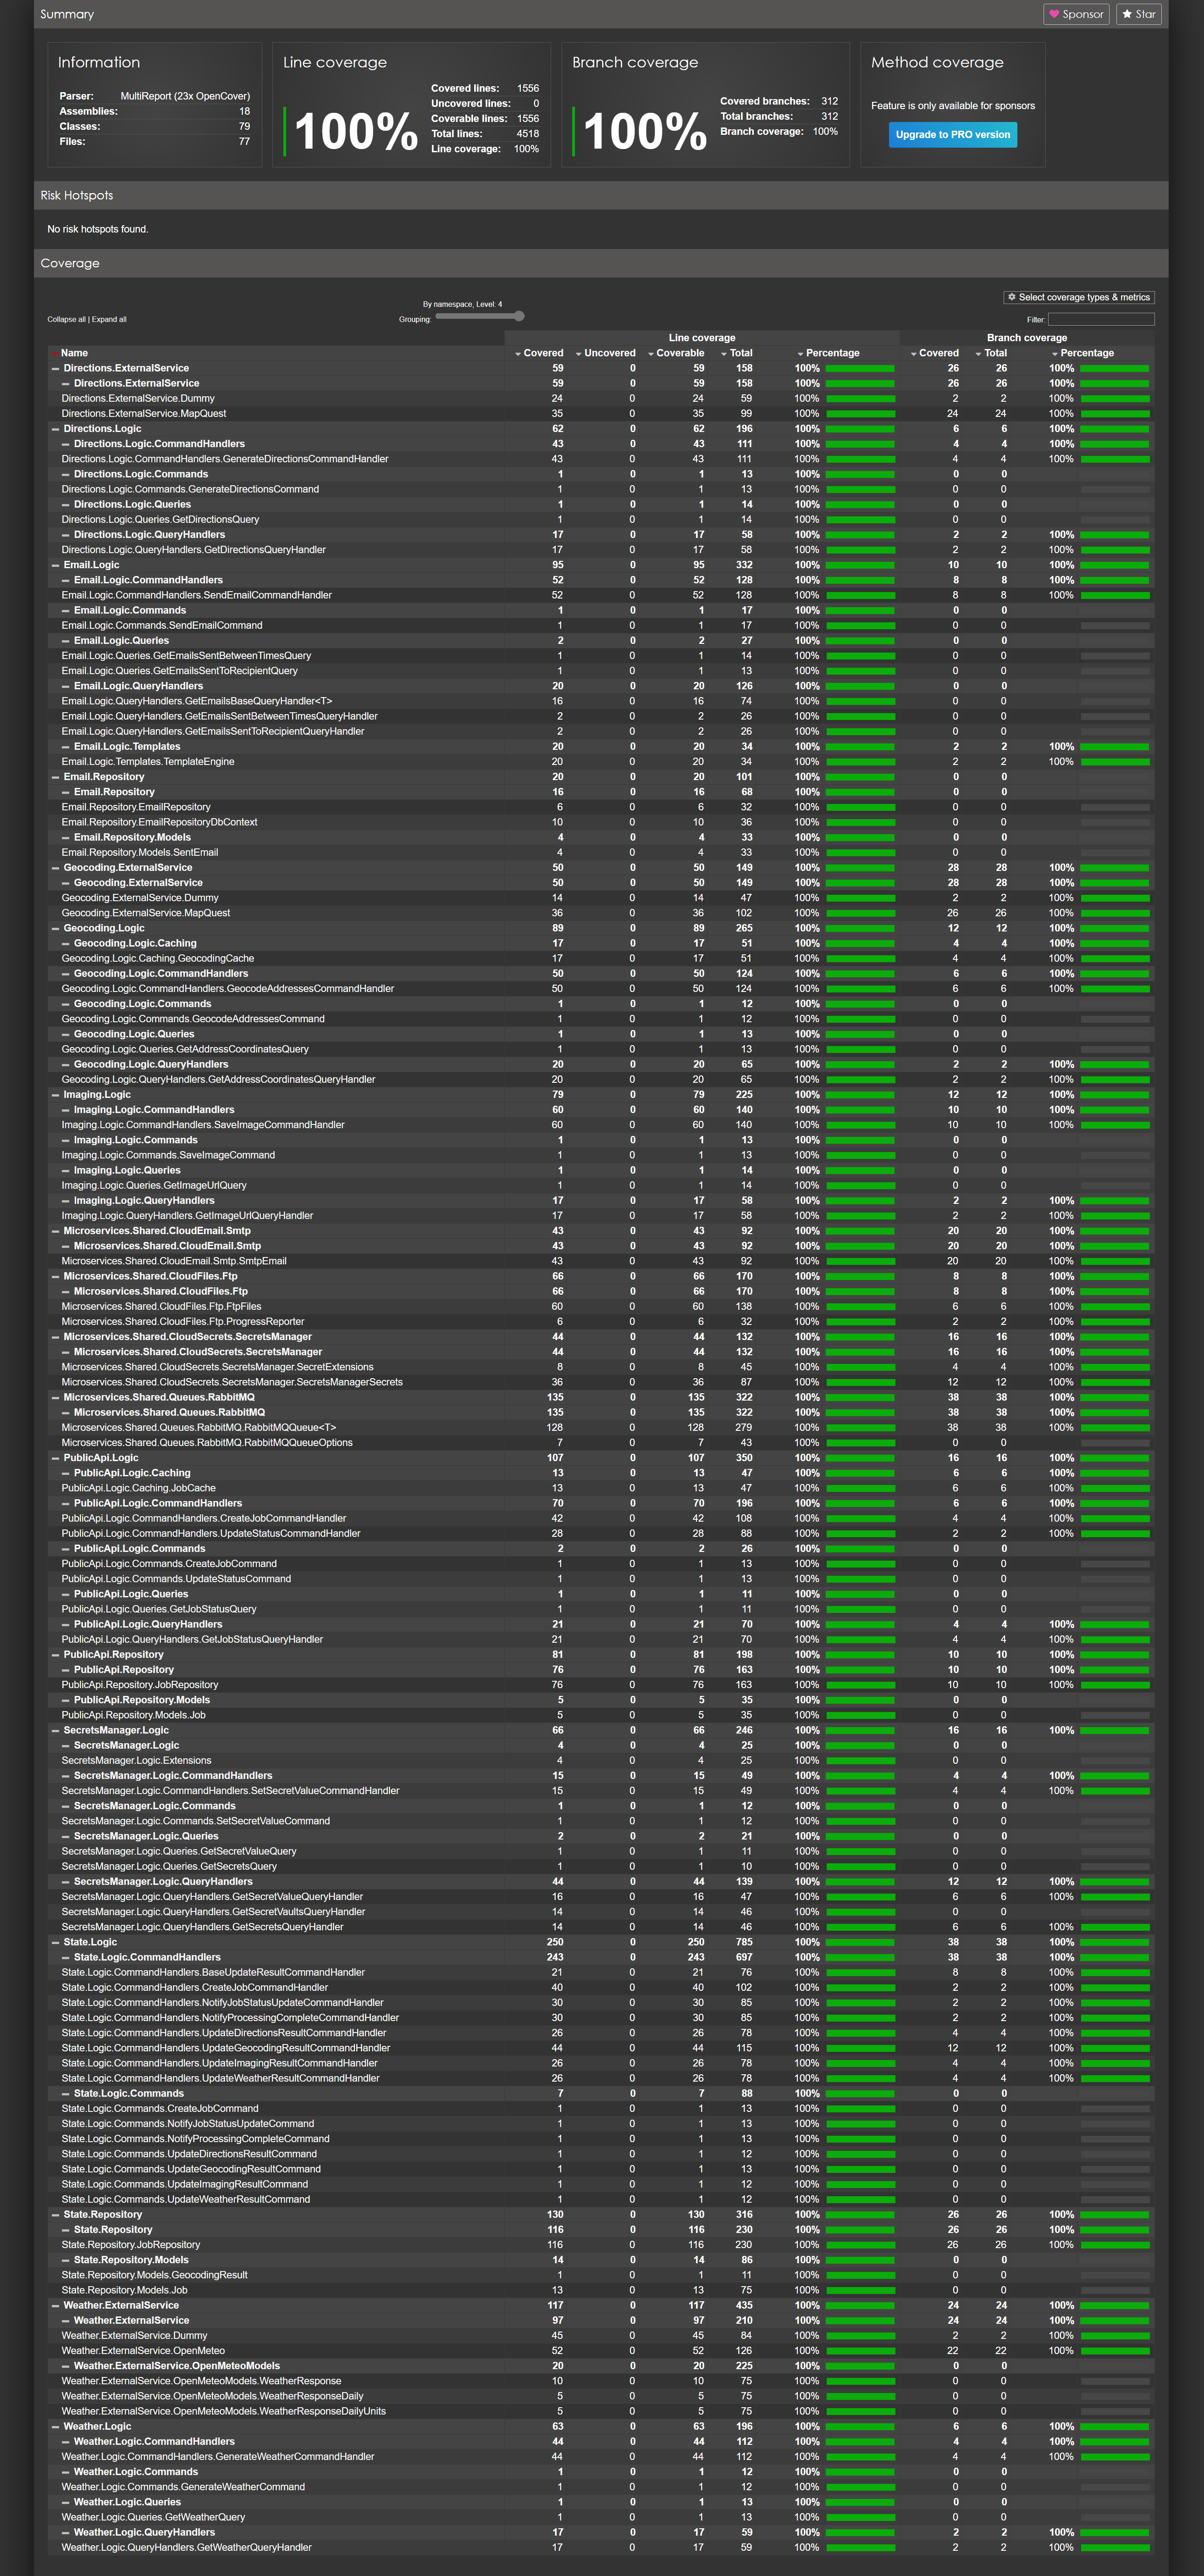 Summary
Sponsor Star
Information
Parser: MultiReport (23x OpenCover)
Assemblies: 18
Classes: 79
Files: 77
Line coverage
100%
Covered lines: 1556
Uncovered lines: 0
Coverable lines: 1556
Total lines: 4518
Line coverage: 100%
Branch coverage
100%
Covered branches: 312
Total branches: 312
Branch coverage: 100%
Method coverage
Feature is only available for sponsors
Upgrade to PRO version
Risk Hotspots
No risk hotspots found.
Coverage
Collapse all | Expand all
By namespace, Level: 4
Grouping:
Select coverage types & metrics
Filter:
Line coverage Branch coverage
Name Covered Uncovered Coverable Total Percentage Covered Total Percentage
Directions.ExternalService 59 0 59 158 100% 26 26 100%
Directions.ExternalService 59 0 59 158 100% 26 26 100%
Directions.ExternalService.Dummy 24 0 24 59 100% 2 2 100%
Directions.ExternalService.MapQuest 35 0 35 99 100% 24 24 100%
Directions.Logic 62 0 62 196 100% 6 6 100%
Directions.Logic.CommandHandlers 43 0 43 111 100% 4 4 100%
Directions.Logic.CommandHandlers.GenerateDirectionsCommandHandler 43 0 43 111 100% 4 4 100%
Directions.Logic.Commands 1 0 1 13 100% 0 0
Directions.Logic.Commands.GenerateDirectionsCommand 1 0 1 13 100% 0 0
Directions.Logic.Queries 1 0 1 14 100% 0 0
Directions.Logic.Queries.GetDirectionsQuery 1 0 1 14 100% 0 0
Directions.Logic.QueryHandlers 17 0 17 58 100% 2 2 100%
Directions.Logic.QueryHandlers.GetDirectionsQueryHandler 17 0 17 58 100% 2 2 100%
Email.Logic 95 0 95 332 100% 10 10 100%
Email.Logic.CommandHandlers 52 0 52 128 100% 8 8 100%
Email.Logic.CommandHandlers.SendEmailCommandHandler 52 0 52 128 100% 8 8 100%
Email.Logic.Commands 1 0 1 17 100% 0 0
Email.Logic.Commands.SendEmailCommand 1 0 1 17 100% 0 0
Email.Logic.Queries 2 0 2 27 100% 0 0
Email.Logic.Queries.GetEmailsSentBetweenTimesQuery 1 0 1 14 100% 0 0
Email.Logic.Queries.GetEmailsSentToRecipientQuery 1 0 1 13 100% 0 0
Email.Logic.QueryHandlers 20 0 20 126 100% 0 0
Email.Logic.QueryHandlers.GetEmailsBaseQueryHandler<T> 16 0 16 74 100% 0 0
Email.Logic.QueryHandlers.GetEmailsSentBetweenTimesQueryHandler 2 0 2 26 100% 0 0
Email.Logic.QueryHandlers.GetEmailsSentToRecipientQueryHandler 2 0 2 26 100% 0 0
Email.Logic.Templates 20 0 20 34 100% 2 2 100%
Email.Logic.Templates.TemplateEngine 20 0 20 34 100% 2 2 100%
Email.Repository 20 0 20 101 100% 0 0
Email.Repository 16 0 16 68 100% 0 0
Email.Repository.EmailRepository 6 0 6 32 100% 0 0
Email.Repository.EmailRepositoryDbContext 10 0 10 36 100% 0 0
Email.Repository.Models 4 0 4 33 100% 0 0
Email.Repository.Models.SentEmail 4 0 4 33 100% 0 0
Geocoding.ExternalService 50 0 50 149 100% 28 28 100%
Geocoding.ExternalService 50 0 50 149 100% 28 28 100%
Geocoding.ExternalService.Dummy 14 0 14 47 100% 2 2 100%
Geocoding.ExternalService.MapQuest 36 0 36 102 100% 26 26 100%
Geocoding.Logic 89 0 89 265 100% 12 12 100%
Geocoding.Logic.Caching 17 0 17 51 100% 4 4 100%
Geocoding.Logic.Caching.GeocodingCache 17 0 17 51 100% 4 4 100%
Geocoding.Logic.CommandHandlers 50 0 50 124 100% 6 6 100%
Geocoding.Logic.CommandHandlers.GeocodeAddressesCommandHandler 50 0 50 124 100% 6 6 100%
Geocoding.Logic.Commands 1 0 1 12 100% 0 0
Geocoding.Logic.Commands.GeocodeAddressesCommand 1 0 1 12 100% 0 0
Geocoding.Logic.Queries 1 0 1 13 100% 0 0
Geocoding.Logic.Queries.GetAddressCoordinatesQuery 1 0 1 13 100% 0 0
Geocoding.Logic.QueryHandlers 20 0 20 65 100% 2 2 100%
Geocoding.Logic.QueryHandlers.GetAddressCoordinatesQueryHandler 20 0 20 65 100% 2 2 100%
Imaging.Logic 79 0 79 225 100% 12 12 100%
Imaging.Logic.CommandHandlers 60 0 60 140 100% 10 10 100%
Imaging.Logic.CommandHandlers.SaveImageCommandHandler 60 0 60 140 100% 10 10 100%
Imaging.Logic.Commands 1 0 1 13 100% 0 0
Imaging.Logic.Commands.SaveImageCommand 1 0 1 13 100% 0 0
Imaging.Logic.Queries 1 0 1 14 100% 0 0
Imaging.Logic.Queries.GetImageUrlQuery 1 0 1 14 100% 0 0
Imaging.Logic.QueryHandlers 17 0 17 58 100% 2 2 100%
Imaging.Logic.QueryHandlers.GetImageUrlQueryHandler 17 0 17 58 100% 2 2 100%
Microservices.Shared.CloudEmail.Smtp 43 0 43 92 100% 20 20 100%
Microservices.Shared.CloudEmail.Smtp 43 0 43 92 100% 20 20 100%
Microservices.Shared.CloudEmail.Smtp.SmtpEmail 43 0 43 92 100% 20 20 100%
Microservices.Shared.CloudFiles.Ftp 66 0 66 170 100% 8 8 100%
Microservices.Shared.CloudFiles.Ftp 66 0 66 170 100% 8 8 100%
Microservices.Shared.CloudFiles.Ftp.FtpFiles 60 0 60 138 100% 6 6 100%
Microservices.Shared.CloudFiles.Ftp.ProgressReporter 6 0 6 32 100% 2 2 100%
Microservices.Shared.CloudSecrets.SecretsManager 44 0 44 132 100% 16 16 100%
Microservices.Shared.CloudSecrets.SecretsManager 44 0 44 132 100% 16 16 100%
Microservices.Shared.CloudSecrets.SecretsManager.SecretExtensions 8 0 8 45 100% 4 4 100%
Microservices.Shared.CloudSecrets.SecretsManager.SecretsManagerSecrets 36 0 36 87 100% 12 12 100%
Microservices.Shared.Queues.RabbitMQ 135 0 135 322 100% 38 38 100%
Microservices.Shared.Queues.RabbitMQ 135 0 135 322 100% 38 38 100%
Microservices.Shared.Queues.RabbitMQ.RabbitMQQueue<T> 128 0 128 279 100% 38 38 100%
Microservices.Shared.Queues.RabbitMQ.RabbitMQQueueOptions 7 0 7 43 100% 0 0
PublicApi.Logic 107 0 107 350 100% 16 16 100%
PublicApi.Logic.Caching 13 0 13 47 100% 6 6 100%
PublicApi.Logic.Caching.JobCache 13 0 13 47 100% 6 6 100%
PublicApi.Logic.CommandHandlers 70 0 70 196 100% 6 6 100%
PublicApi.Logic.CommandHandlers.CreateJobCommandHandler 42 0 42 108 100% 4 4 100%
PublicApi.Logic.CommandHandlers.UpdateStatusCommandHandler 28 0 28 88 100% 2 2 100%
PublicApi.Logic.Commands 2 0 2 26 100% 0 0
PublicApi.Logic.Commands.CreateJobCommand 1 0 1 13 100% 0 0
PublicApi.Logic.Commands.UpdateStatusCommand 1 0 1 13 100% 0 0
PublicApi.Logic.Queries 1 0 1 11 100% 0 0
PublicApi.Logic.Queries.GetJobStatusQuery 1 0 1 11 100% 0 0
PublicApi.Logic.QueryHandlers 21 0 21 70 100% 4 4 100%
PublicApi.Logic.QueryHandlers.GetJobStatusQueryHandler 21 0 21 70 100% 4 4 100%
PublicApi.Repository 81 0 81 198 100% 10 10 100%
PublicApi.Repository 76 0 76 163 100% 10 10 100%
PublicApi.Repository.JobRepository 76 0 76 163 100% 10 10 100%
PublicApi.Repository.Models 5 0 5 35 100% 0 0
PublicApi.Repository.Models.Job 5 0 5 35 100% 0 0
SecretsManager.Logic 66 0 66 246 100% 16 16 100%
SecretsManager.Logic 4 0 4 25 100% 0 0
SecretsManager.Logic.Extensions 4 0 4 25 100% 0 0
SecretsManager.Logic.CommandHandlers 15 0 15 49 100% 4 4 100%
SecretsManager.Logic.CommandHandlers.SetSecretValueCommandHandler 15 0 15 49 100% 4 4 100%
SecretsManager.Logic.Commands 1 0 1 12 100% 0 0
SecretsManager.Logic.Commands.SetSecretValueCommand 1 0 1 12 100% 0 0
SecretsManager.Logic.Queries 2 0 2 21 100% 0 0
SecretsManager.Logic.Queries.GetSecretValueQuery 1 0 1 11 100% 0 0
SecretsManager.Logic.Queries.GetSecretsQuery 1 0 1 10 100% 0 0
SecretsManager.Logic.QueryHandlers 44 0 44 139 100% 12 12 100%
SecretsManager.Logic.QueryHandlers.GetSecretValueQueryHandler 16 0 16 47 100% 6 6 100%
SecretsManager.Logic.QueryHandlers.GetSecretVaultsQueryHandler 14 0 14 46 100% 0 0
SecretsManager.Logic.QueryHandlers.GetSecretsQueryHandler 14 0 14 46 100% 6 6 100%
State.Logic 250 0 250 785 100% 38 38 100%
State.Logic.CommandHandlers 243 0 243 697 100% 38 38 100%
State.Logic.CommandHandlers.BaseUpdateResultCommandHandler 21 0 21 76 100% 8 8 100%
State.Logic.CommandHandlers.CreateJobCommandHandler 40 0 40 102 100% 2 2 100%
State.Logic.CommandHandlers.NotifyJobStatusUpdateCommandHandler 30 0 30 85 100% 2 2 100%
State.Logic.CommandHandlers.NotifyProcessingCompleteCommandHandler 30 0 30 85 100% 2 2 100%
State.Logic.CommandHandlers.UpdateDirectionsResultCommandHandler 26 0 26 78 100% 4 4 100%
State.Logic.CommandHandlers.UpdateGeocodingResultCommandHandler 44 0 44 115 100% 12 12 100%
State.Logic.CommandHandlers.UpdateImagingResultCommandHandler 26 0 26 78 100% 4 4 100%
State.Logic.CommandHandlers.UpdateWeatherResultCommandHandler 26 0 26 78 100% 4 4 100%
State.Logic.Commands 7 0 7 88 100% 0 0
State.Logic.Commands.CreateJobCommand 1 0 1 13 100% 0 0
State.Logic.Commands.NotifyJobStatusUpdateCommand 1 0 1 13 100% 0 0
State.Logic.Commands.NotifyProcessingCompleteCommand 1 0 1 13 100% 0 0
State.Logic.Commands.UpdateDirectionsResultCommand 1 0 1 12 100% 0 0
State.Logic.Commands.UpdateGeocodingResultCommand 1 0 1 13 100% 0 0
State.Logic.Commands.UpdateImagingResultCommand 1 0 1 12 100% 0 0
State.Logic.Commands.UpdateWeatherResultCommand 1 0 1 12 100% 0 0
State.Repository 130 0 130 316 100% 26 26 100%
State.Repository 116 0 116 230 100% 26 26 100%
State.Repository.JobRepository 116 0 116 230 100% 26 26 100%
State.Repository.Models 14 0 14 86 100% 0 0
State.Repository.Models.GeocodingResult 1 0 1 11 100% 0 0
State.Repository.Models.Job 13 0 13 75 100% 0 0
Weather.ExternalService 117 0 117 435 100% 24 24 100%
Weather.ExternalService 97 0 97 210 100% 24 24 100%
Weather.ExternalService.Dummy 45 0 45 84 100% 2 2 100%
Weather.ExternalService.OpenMeteo 52 0 52 126 100% 22 22 100%
Weather.ExternalService.OpenMeteoModels 20 0 20 225 100% 0 0
Weather.ExternalService.OpenMeteoModels.WeatherResponse 10 0 10 75 100% 0 0
Weather.ExternalService.OpenMeteoModels.WeatherResponseDaily 5 0 5 75 100% 0 0
Weather.ExternalService.OpenMeteoModels.WeatherResponseDailyUnits 5 0 5 75 100% 0 0
Weather.Logic 63 0 63 196 100% 6 6 100%
Weather.Logic.CommandHandlers 44 0 44 112 100% 4 4 100%
Weather.Logic.CommandHandlers.GenerateWeatherCommandHandler 44 0 44 112 100% 4 4 100%
Weather.Logic.Commands 1 0 1 12 100% 0 0
Weather.Logic.Commands.GenerateWeatherCommand 1 0 1 12 100% 0 0
Weather.Logic.Queries 1 0 1 13 100% 0 0
Weather.Logic.Queries.GetWeatherQuery 1 0 1 13 100% 0 0
Weather.Logic.QueryHandlers 17 0 17 59 100% 2 2 100%
Weather.Logic.QueryHandlers.GetWeatherQueryHandler 17 0 17 59 100% 2 2 100%